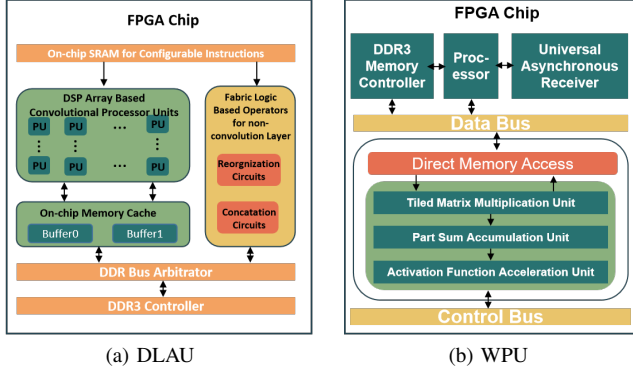 FPGA Chip
On-chip SRAM for Configurable Instructions
DSP Array Based
Convolutional Processor Units
PU PU ... PU
PU PU ... PU
On-chip Memory Cache
Buffer0 Buffer1
Fabric Logic
Based Operators
for non-
convolution Layer
Reorgnization
Circuits
Concatation
Circuits
DDR Bus Arbitrator
DDR3 Controller
(a) DLAU
FPGA Chip
DDR3
Memory
Controller
Proc-
essor
Universal
Asynchronous
Receiver
Data Bus
Direct Memory Access
Tiled Matrix Multiplication Unit
Part Sum Accumulation Unit
Activation Function Acceleration Unit
Control Bus
(b) WPU